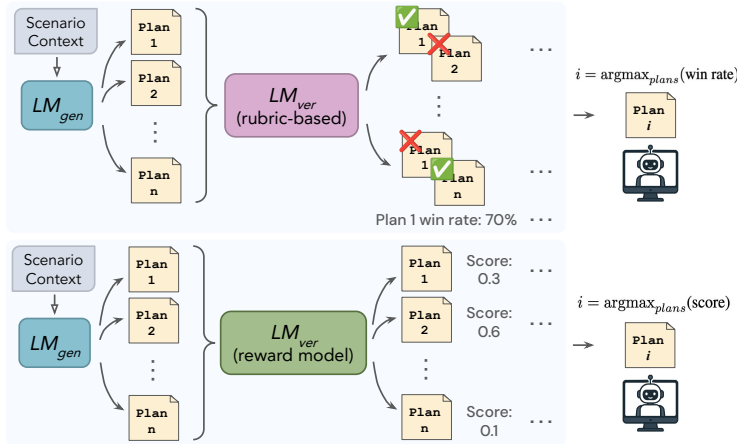 Scenario
Context
LM_gen
Plan
1
Plan
2
⋮
Plan
n
LM_ver
(rubric-based)
Plan
1
Plan
2
...
⋮
Plan
1
Plan
n
...
Plan 1 win rate: 70% ...
i = argmax_plans(win rate)
Plan
i
Scenario
Context
LM_gen
Plan
1
Plan
2
⋮
Plan
n
LM_ver
(reward model)
Plan
1
Score:
0.3
...
Plan
2
Score:
0.6
...
⋮
Plan
n
Score:
0.1
...
i = argmax_plans(score)
Plan
i